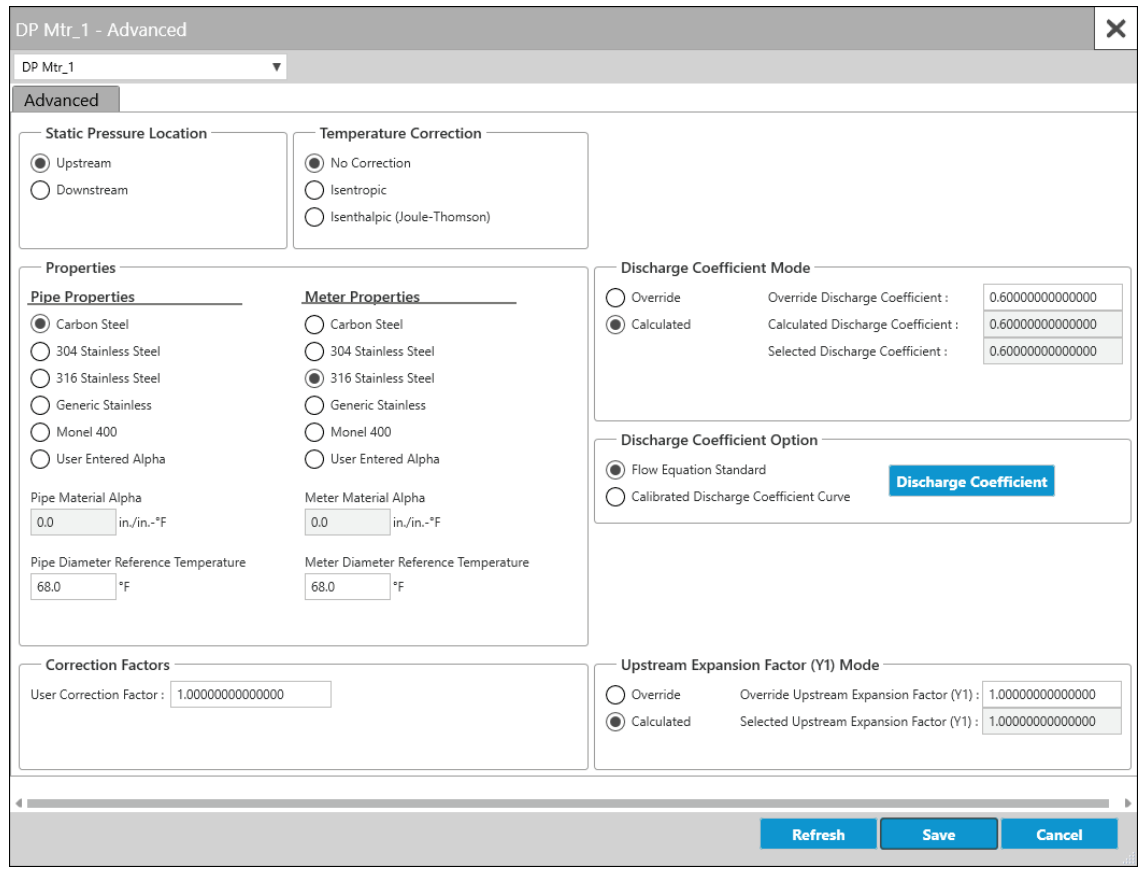 DP Mtr_1 - Advanced
DP Mtr_1
Advanced
Static Pressure Location
Upstream
Downstream
Temperature Correction
No Correction
Isentropic
Isenthalpic (Joule-Thomson)
Properties
Pipe Properties
Carbon Steel
304 Stainless Steel
316 Stainless Steel
Generic Stainless
Monel 400
User Entered Alpha
Pipe Material Alpha
0.0 in./in.-°F
Pipe Diameter Reference Temperature
68.0 °F
Meter Properties
Carbon Steel
304 Stainless Steel
316 Stainless Steel
Generic Stainless
Monel 400
User Entered Alpha
Meter Material Alpha
0.0 in./in.-°F
Meter Diameter Reference Temperature
68.0 °F
Discharge Coefficient Mode
Override Override Discharge Coefficient : 0.60000000000000
Calculated Calculated Discharge Coefficient : 0.60000000000000
Selected Discharge Coefficient : 0.60000000000000
Discharge Coefficient Option
Flow Equation Standard
Calibrated Discharge Coefficient Curve
Discharge Coefficient
Correction Factors
User Correction Factor : 1.00000000000000
Upstream Expansion Factor (Y1) Mode
Override Override Upstream Expansion Factor (Y1) : 1.00000000000000
Calculated Selected Upstream Expansion Factor (Y1) : 1.00000000000000
Refresh Save Cancel